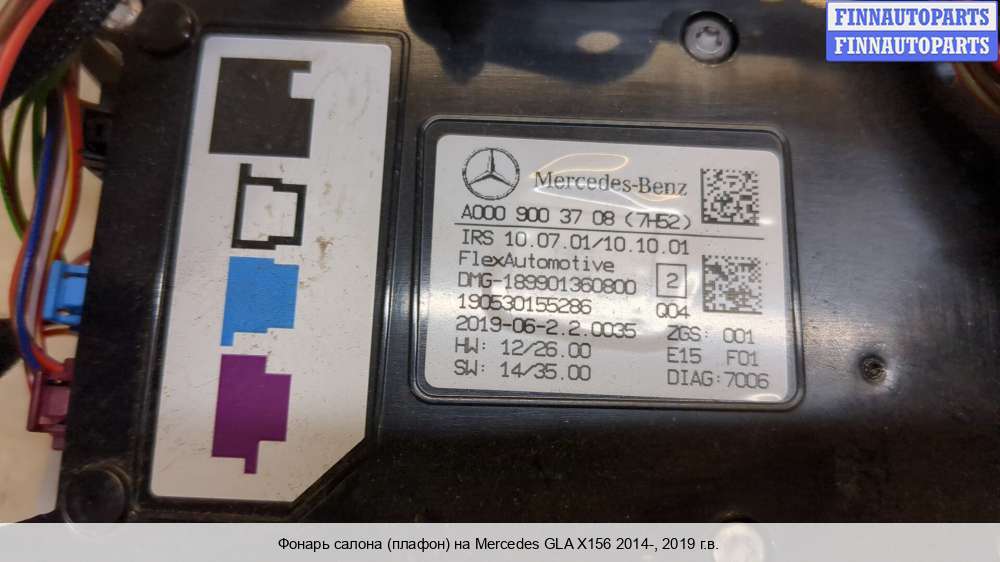 FINNAUTOPARTS
FINNAUTOPARTS
Mercedes-Benz
A000 900 37 08 (7H52)
IRS 10.07.01/10.10.01
FlexAutomotive
DMG-189901360800 2
190530155286 Q04
2019-06-2.2.0035 ZGS: 001
HW: 12/26.00 E15 F01
SW: 14/35.00 DIAG:7006
Фонарь салона (плафон) на Mercedes GLA X156 2014-, 2019 г.в.